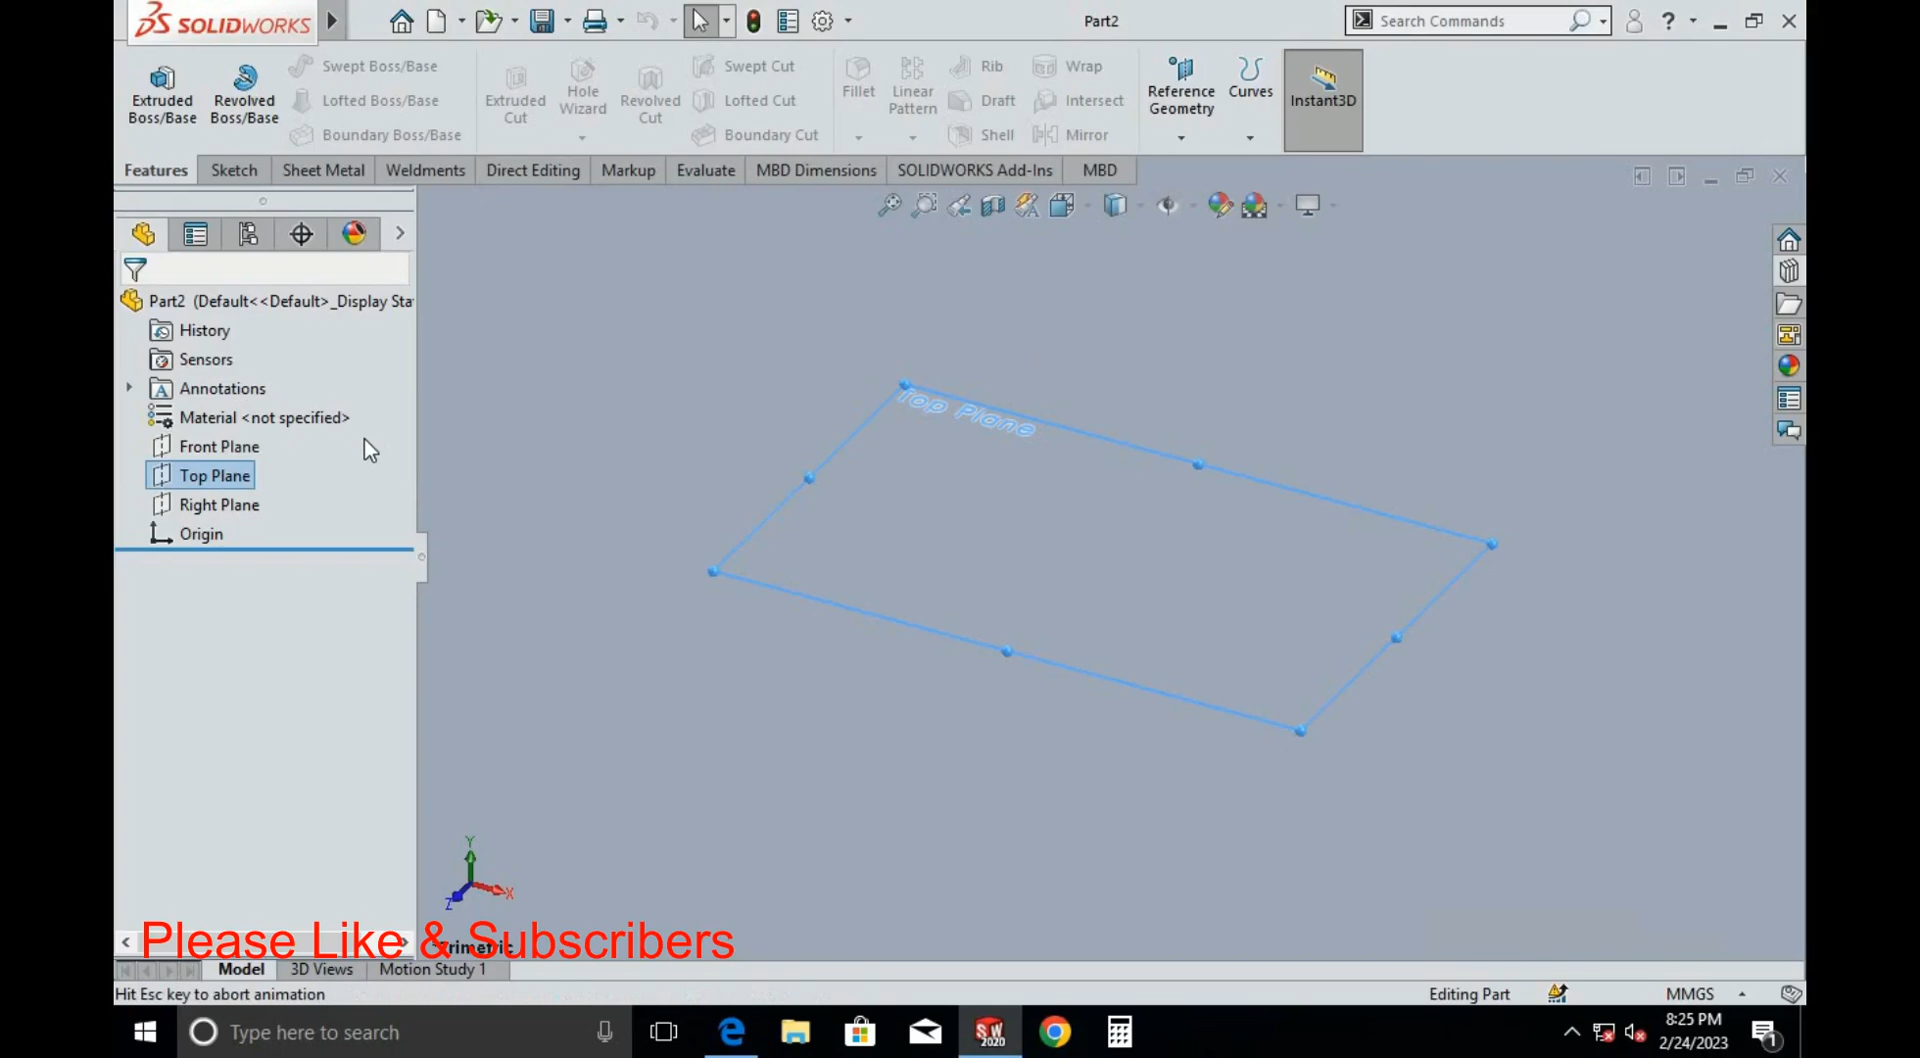 SOLIDWORKS
Part2
Search Commands
?
Extruded
Boss/Base
Revolved
Boss/Base
Swept Boss/Base
Lofted Boss/Base
Boundary Boss/Base
Extruded
Cut
Hole
Wizard
Revolved
Cut
Swept Cut
Lofted Cut
Boundary Cut
Fillet
Linear
Pattern
Rib
Draft
Shell
Wrap
Intersect
Mirror
Reference
Geometry
Curves
Instant3D
Features Sketch Sheet Metal Weldments Direct Editing Markup Evaluate MBD Dimensions SOLIDWORKS Add-Ins MBD
Part2 (Default<<Default>_Display Sta
History
Sensors
Annotations
Material <not specified>
Front Plane
Top Plane
Right Plane
Origin
Top Plane
Y
X
Z
Please Like & Subscribers
Trimetric
Model 3D Views Motion Study 1
Hit Esc key to abort animation
Editing Part
MMGS
Type here to search
SW
2020
8:25 PM
2/24/2023
1